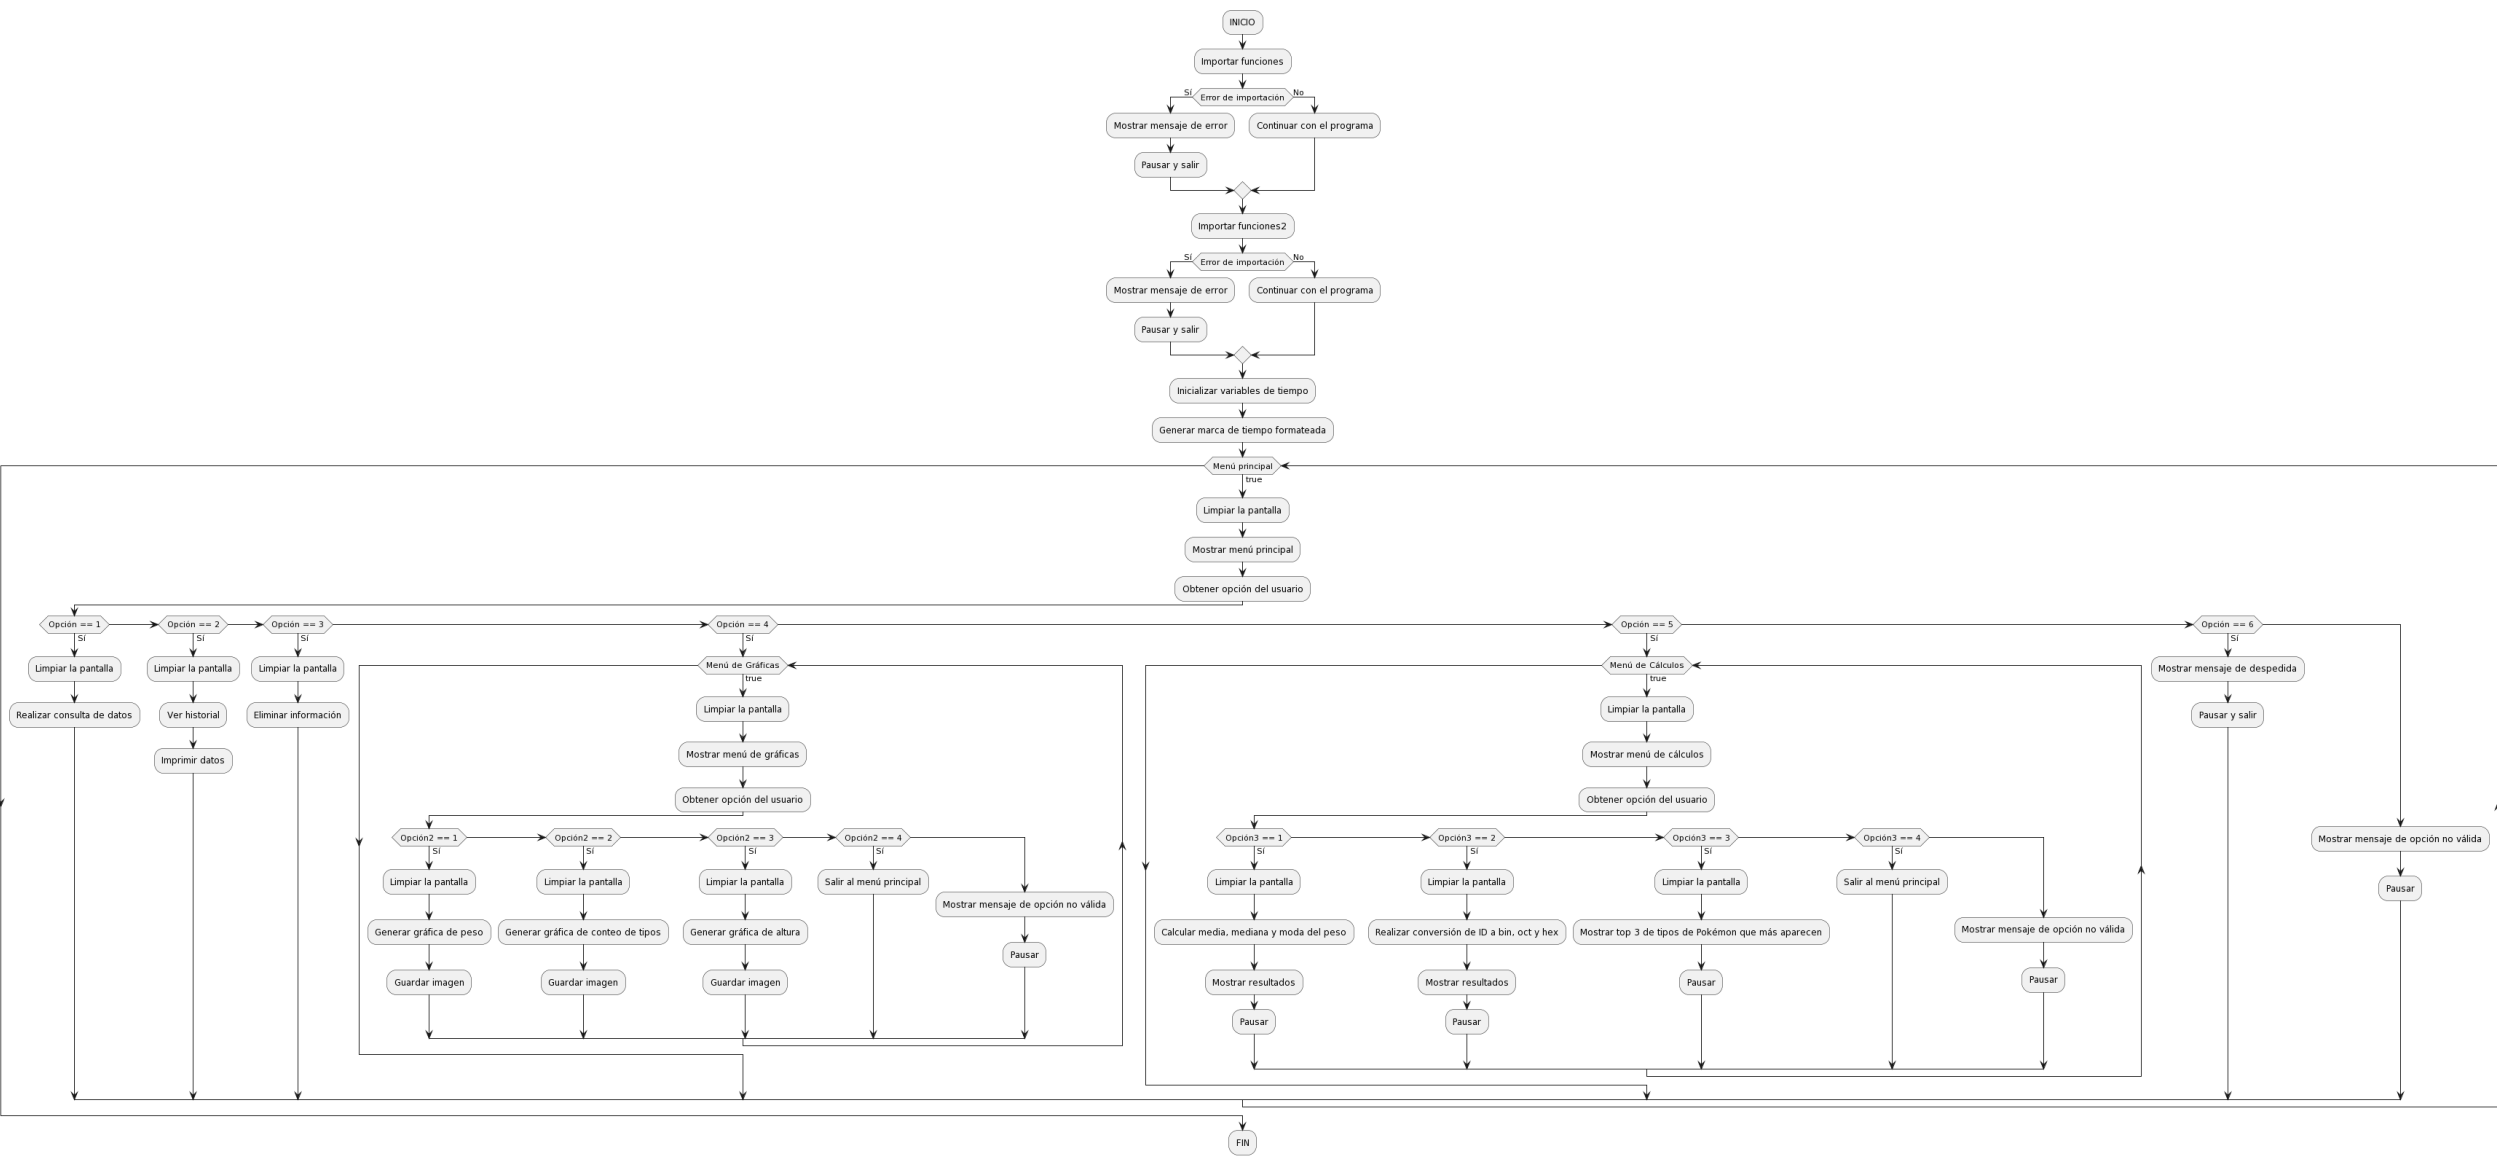 INICIO
Importar funciones
Sí
Error de importación
No
Mostrar mensaje de error
Continuar con el programa
Pausar y salir
Importar funciones2
Sí
Error de importación
No
Mostrar mensaje de error
Continuar con el programa
Pausar y salir
Inicializar variables de tiempo
Generar marca de tiempo formateada
Menú principal
true
Limpiar la pantalla
Mostrar menú principal
Obtener opción del usuario
Opción == 1
Sí
Limpiar la pantalla
Realizar consulta de datos
Opción == 2
Sí
Limpiar la pantalla
Ver historial
Imprimir datos
Opción == 3
Sí
Limpiar la pantalla
Eliminar información
Opción == 4
Sí
Menú de Gráficas
true
Limpiar la pantalla
Mostrar menú de gráficas
Obtener opción del usuario
Opción2 == 1
Sí
Limpiar la pantalla
Generar gráfica de peso
Guardar imagen
Opción2 == 2
Sí
Limpiar la pantalla
Generar gráfica de conteo de tipos
Guardar imagen
Opción2 == 3
Sí
Limpiar la pantalla
Generar gráfica de altura
Guardar imagen
Opción2 == 4
Sí
Salir al menú principal
Mostrar mensaje de opción no válida
Pausar
Opción == 5
Sí
Menú de Cálculos
true
Limpiar la pantalla
Mostrar menú de cálculos
Obtener opción del usuario
Opción3 == 1
Sí
Limpiar la pantalla
Calcular media, mediana y moda del peso
Mostrar resultados
Pausar
Opción3 == 2
Sí
Limpiar la pantalla
Realizar conversión de ID a bin, oct y hex
Mostrar resultados
Pausar
Opción3 == 3
Sí
Limpiar la pantalla
Mostrar top 3 de tipos de Pokémon que más aparecen
Pausar
Opción3 == 4
Sí
Salir al menú principal
Mostrar mensaje de opción no válida
Pausar
Opción == 6
Sí
Mostrar mensaje de despedida
Pausar y salir
Mostrar mensaje de opción no válida
Pausar
FIN